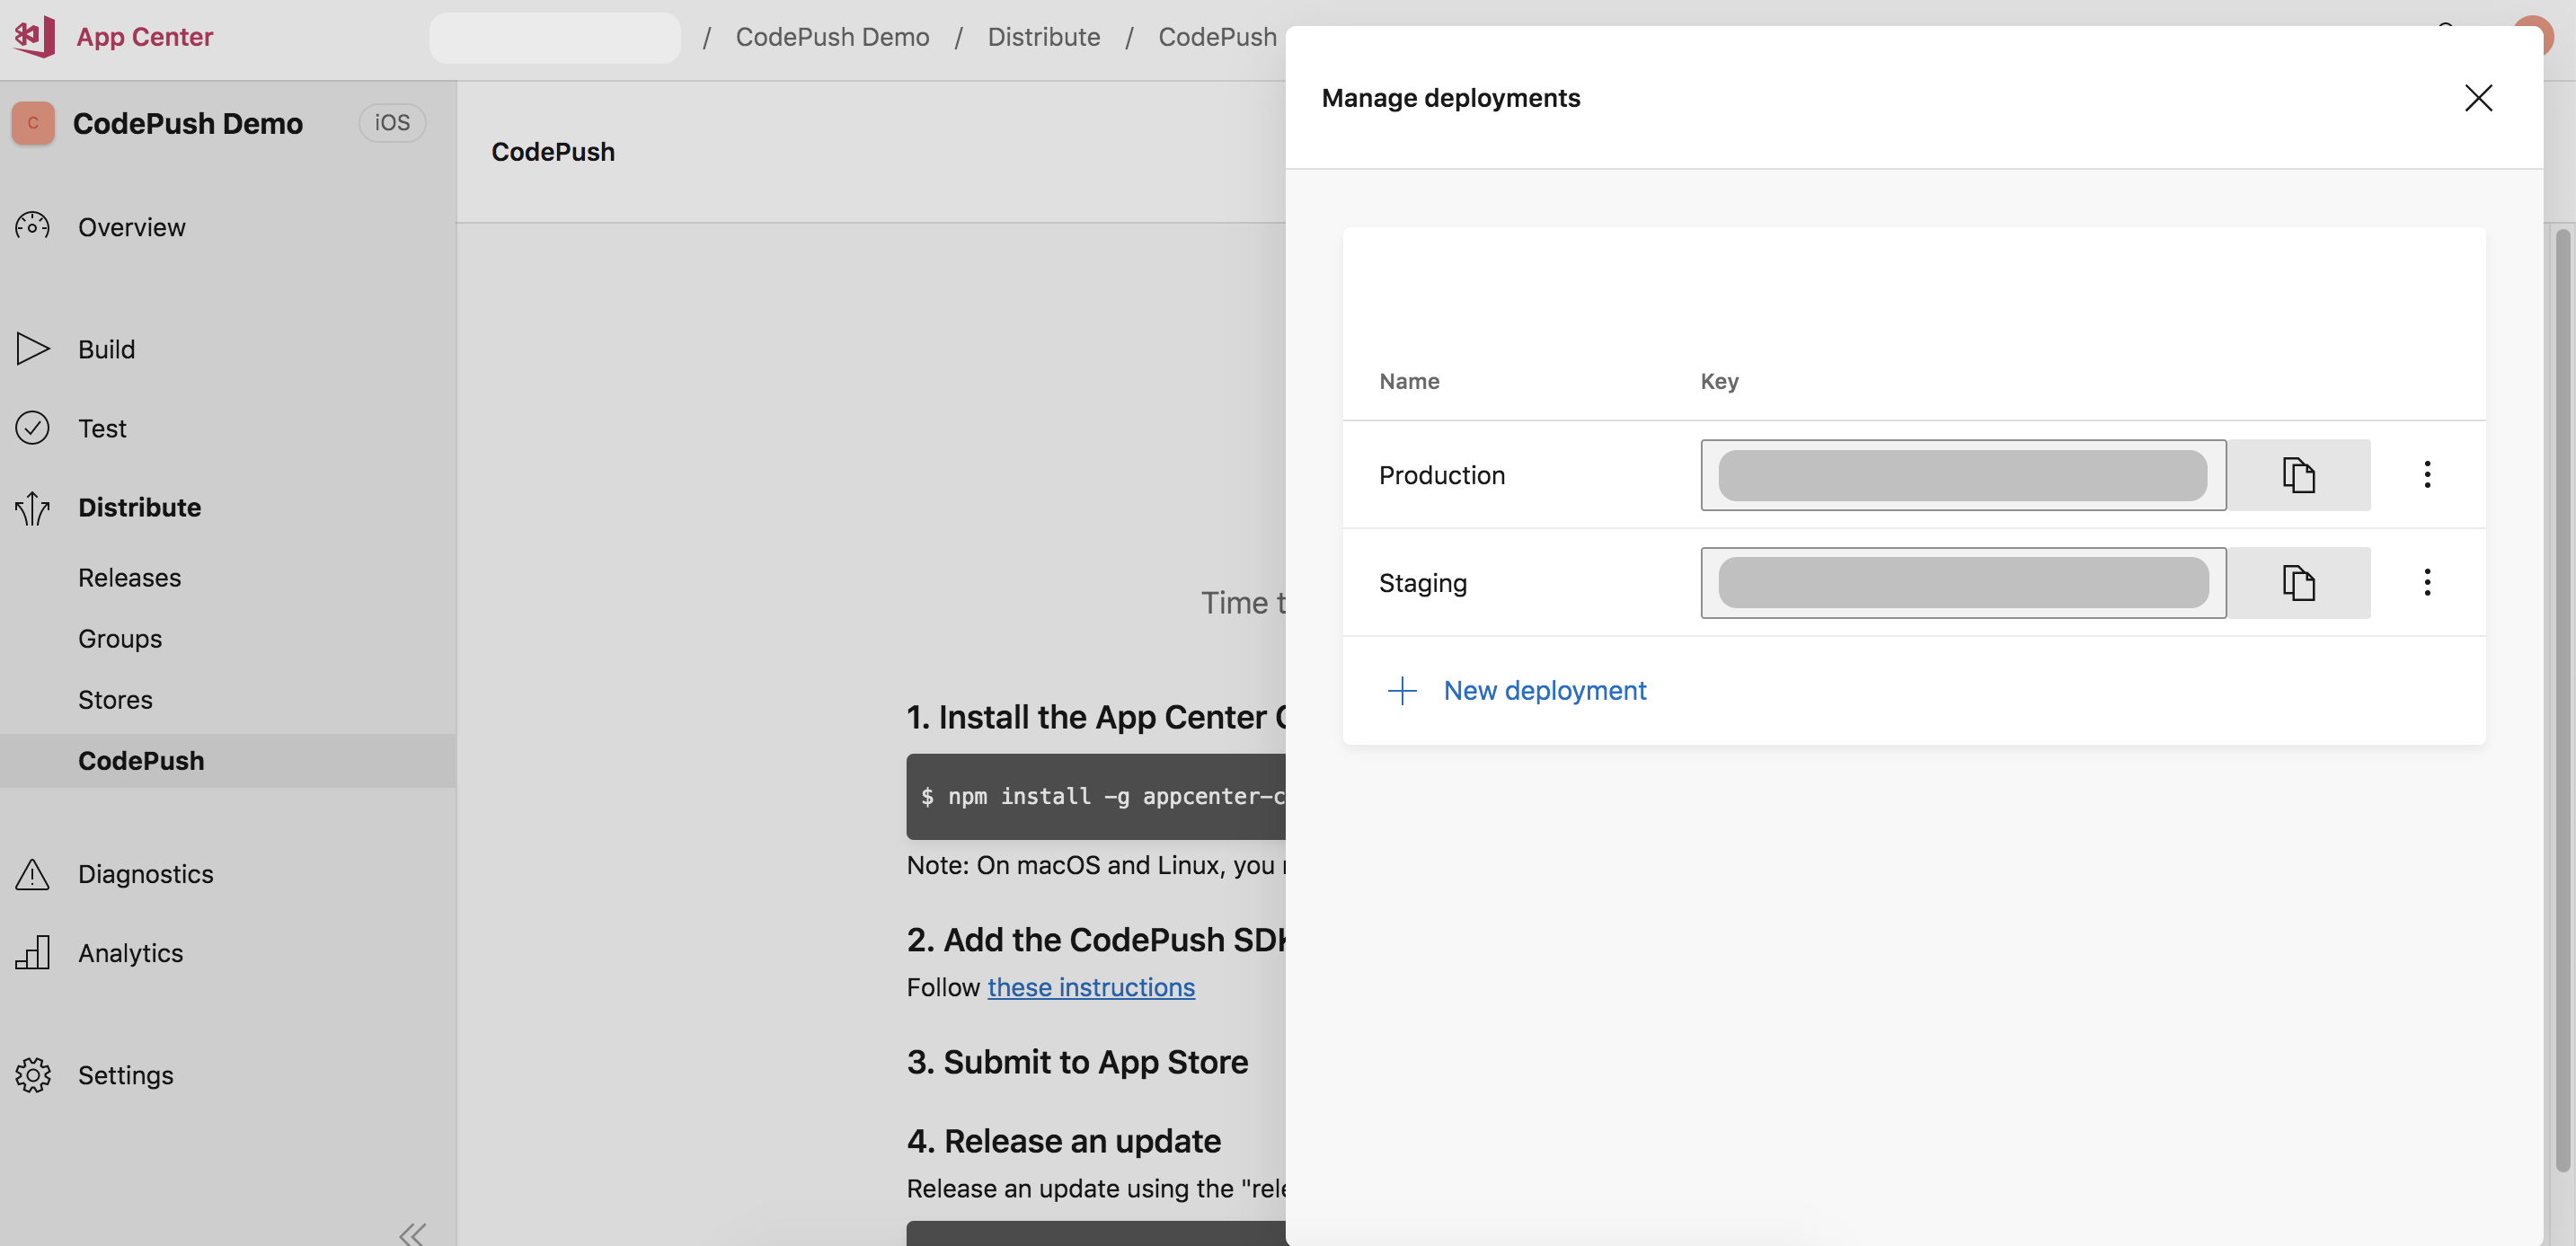 App Center
/ CodePush Demo / Distribute / CodePush
C CodePush Demo iOS
Overview
Build
Test
Distribute
Releases
Groups
Stores
CodePush
Diagnostics
Analytics
Settings
CodePush
Time t
1. Install the App Center
$ npm install -g appcenter-c
Note: On macOS and Linux, you
2. Add the CodePush SDK
Follow these instructions
3. Submit to App Store
4. Release an update
Release an update using the "rele
Manage deployments
Name Key
Production
Staging
New deployment